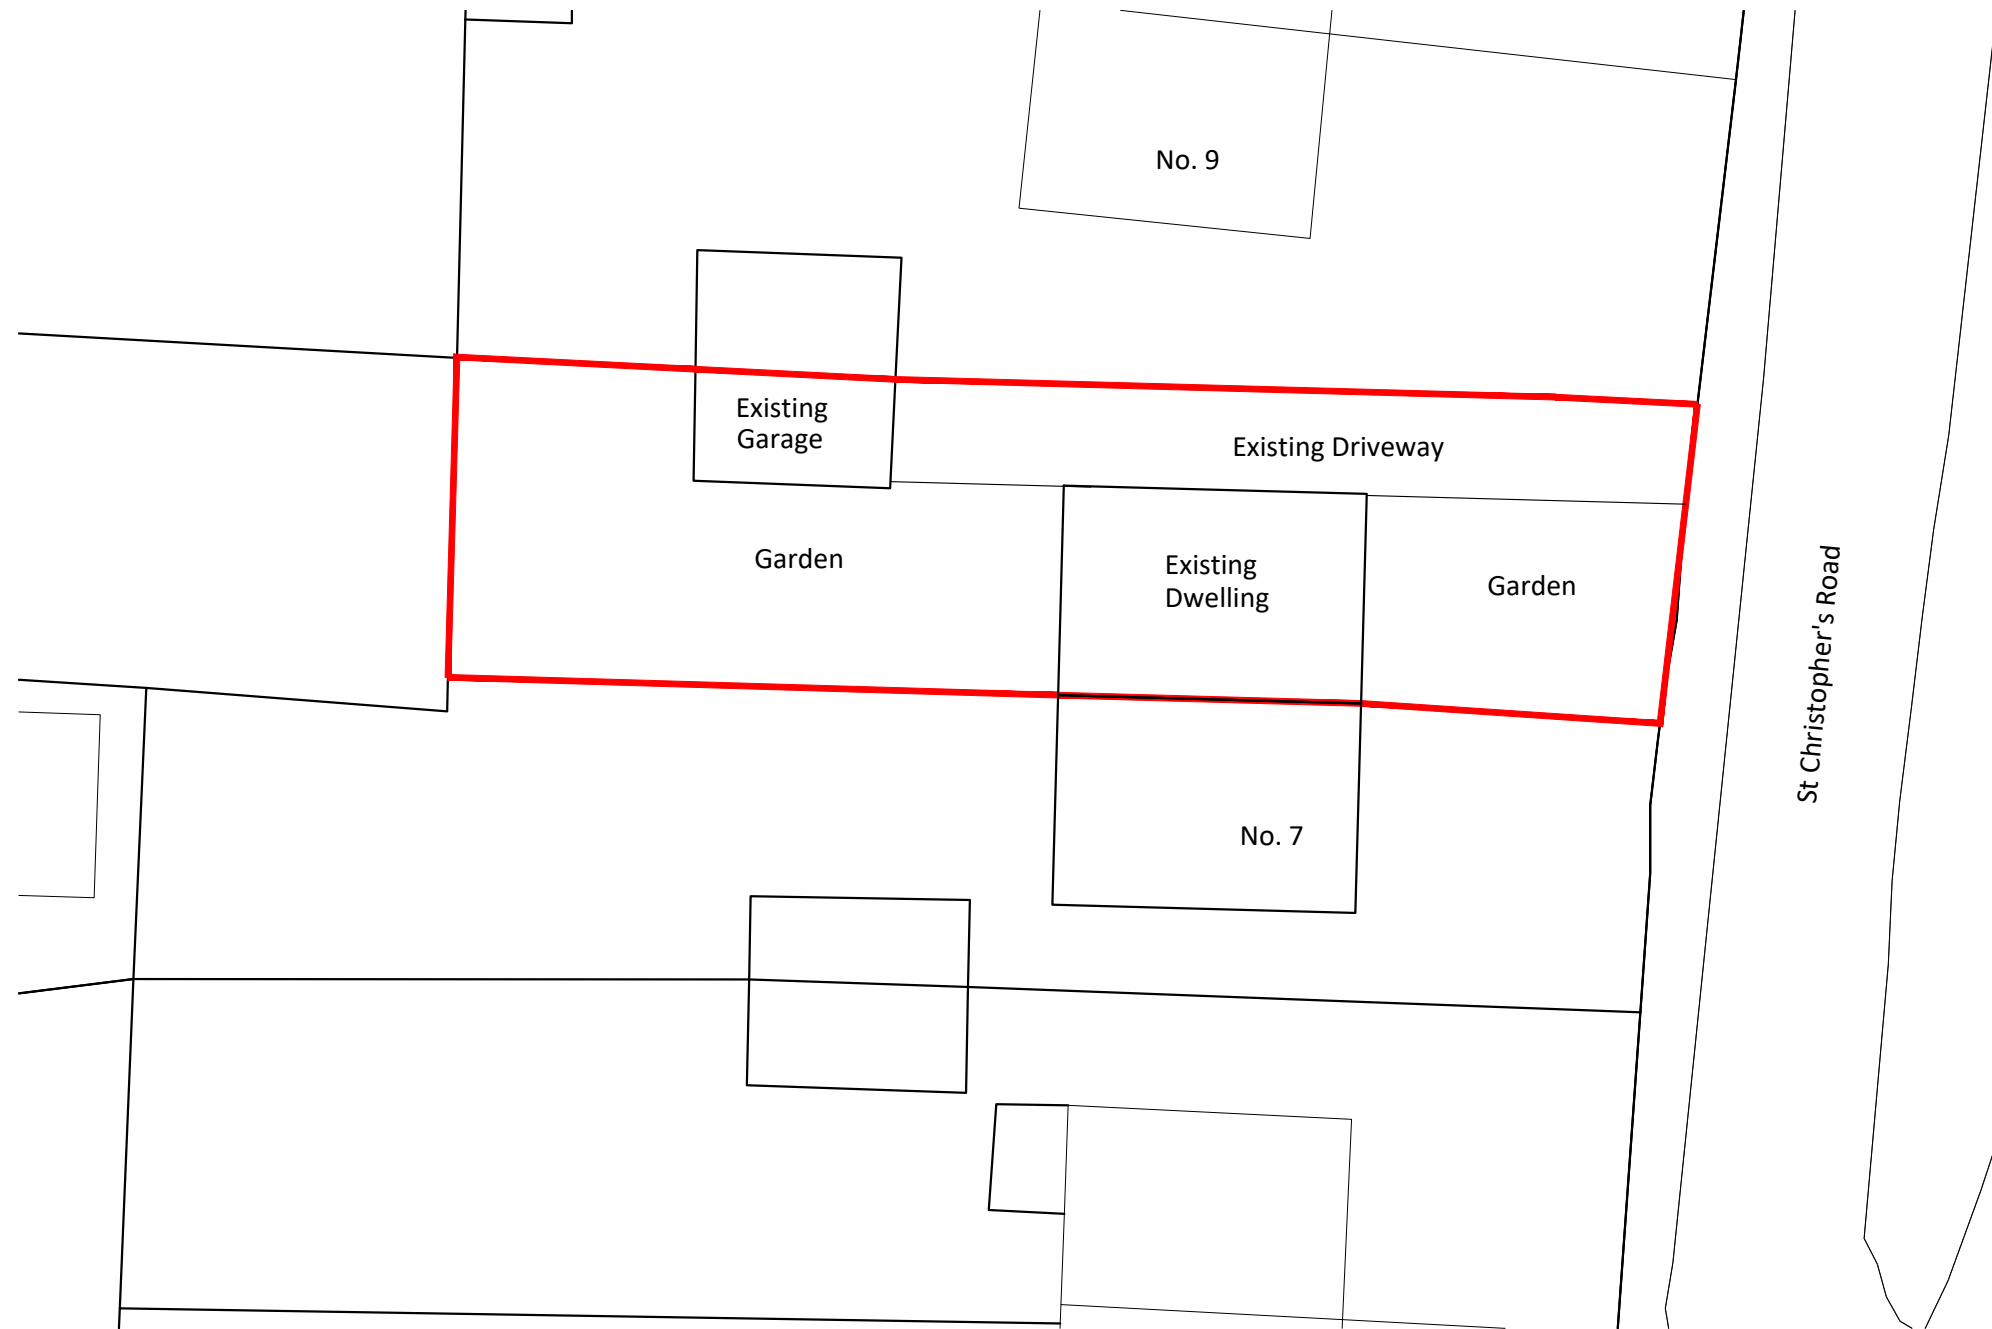 No. 9
Existing
Garage
Existing Driveway
Garden
Existing
Dwelling
Garden
St Christopher's Road
No. 7